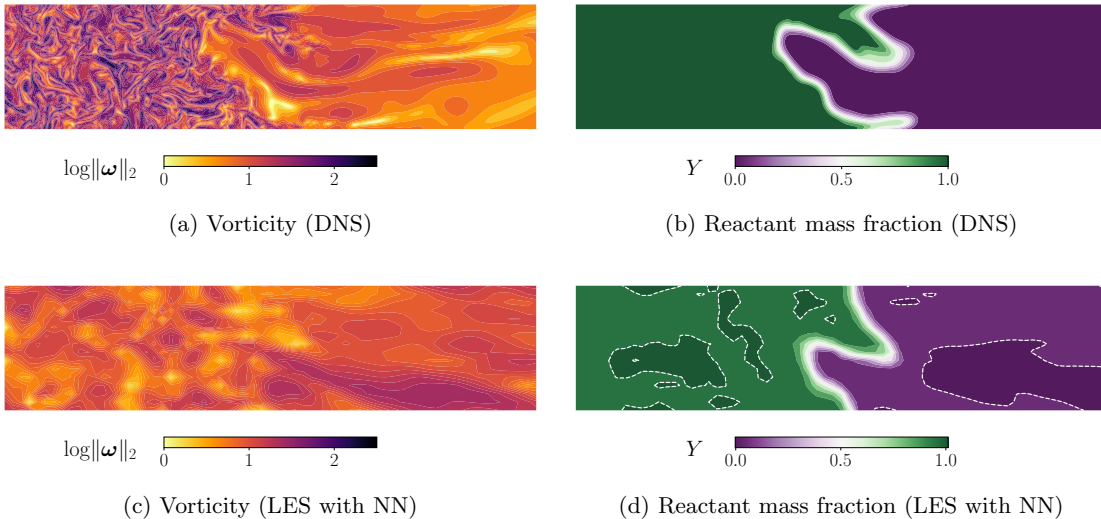 log‖ω‖₂
0 1 2
(a) Vorticity (DNS)
Y
0.0 0.5 1.0
(b) Reactant mass fraction (DNS)
log‖ω‖₂
0 1 2
(c) Vorticity (LES with NN)
Y
0.0 0.5 1.0
(d) Reactant mass fraction (LES with NN)